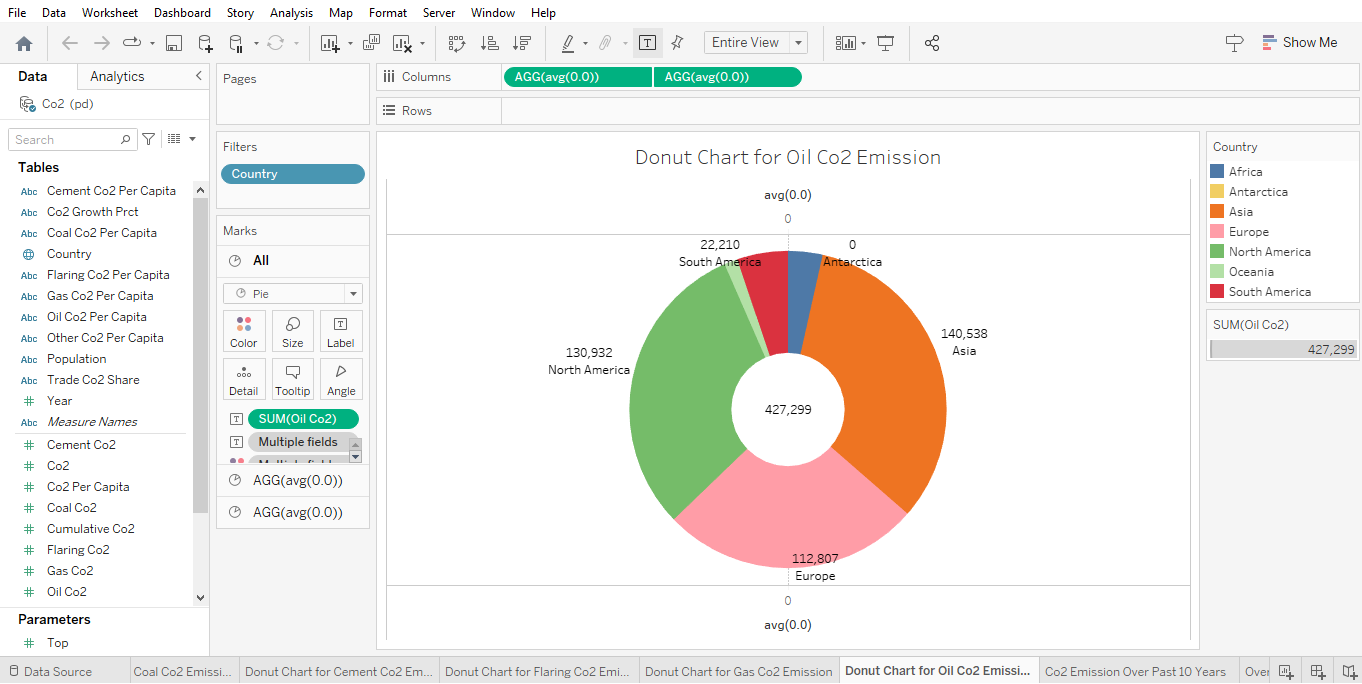 File Data Worksheet Dashboard Story Analysis Map Format Server Window Help
Entire View
Show Me
Data Analytics
Co2 (pd)
Search
Tables
Abc Cement Co2 Per Capita
Abc Co2 Growth Prct
Abc Coal Co2 Per Capita
Country
Abc Flaring Co2 Per Capita
Abc Gas Co2 Per Capita
Abc Oil Co2 Per Capita
Abc Other Co2 Per Capita
Abc Population
Abc Trade Co2 Share
# Year
Abc Measure Names
# Cement Co2
# Co2
# Co2 Per Capita
# Coal Co2
# Cumulative Co2
# Flaring Co2
# Gas Co2
# Oil Co2
Parameters
# Top
Pages
Filters
Country
Marks
All
Pie
Color Size Label
Detail Tooltip Angle
SUM(Oil Co2)
Multiple fields
AGG(avg(0.0))
AGG(avg(0.0))
Columns AGG(avg(0.0)) AGG(avg(0.0))
Rows
Donut Chart for Oil Co2 Emission
avg(0.0)
0
22,210
South America
0
Antarctica
140,538
Asia
130,932
North America
427,299
112,807
Europe
0
avg(0.0)
Country
Africa
Antarctica
Asia
Europe
North America
Oceania
South America
SUM(Oil Co2)
427,299
Data Source Coal Co2 Emissi... Donut Chart for Cement Co2 Em... Donut Chart for Flaring Co2 Emi... Donut Chart for Gas Co2 Emission Donut Chart for Oil Co2 Emissi... Co2 Emission Over Past 10 Years Over